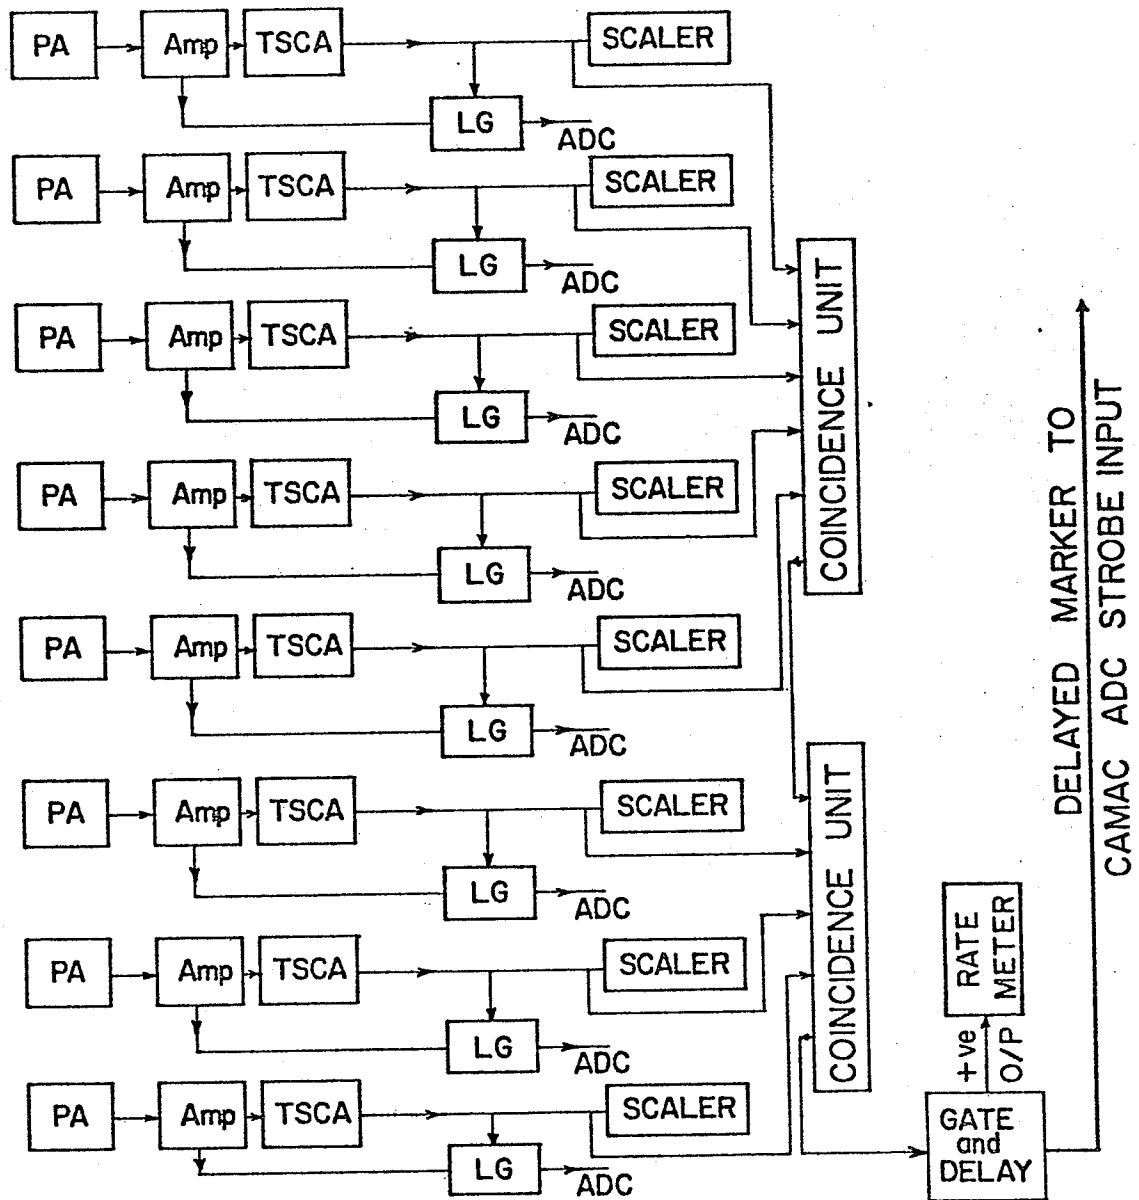 PA Amp TSCA SCALER
LG ADC
PA Amp TSCA SCALER
LG ADC
PA Amp TSCA SCALER
LG ADC
PA Amp TSCA SCALER
LG ADC
PA Amp TSCA SCALER
LG ADC
PA Amp TSCA SCALER
LG ADC
PA Amp TSCA SCALER
LG ADC
PA Amp TSCA SCALER
LG ADC
COINCIDENCE UNIT
COINCIDENCE UNIT
GATE
and
DELAY
+ve
O/P
RATE
METER
DELAYED MARKER TO
CAMAC ADC STROBE INPUT